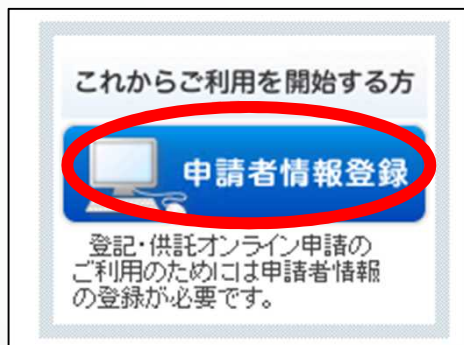 これからご利用を開始する方
申請者情報登録
登記・供託オンライン申請の
ご利用のためには申請者情報
の登録が必要です。